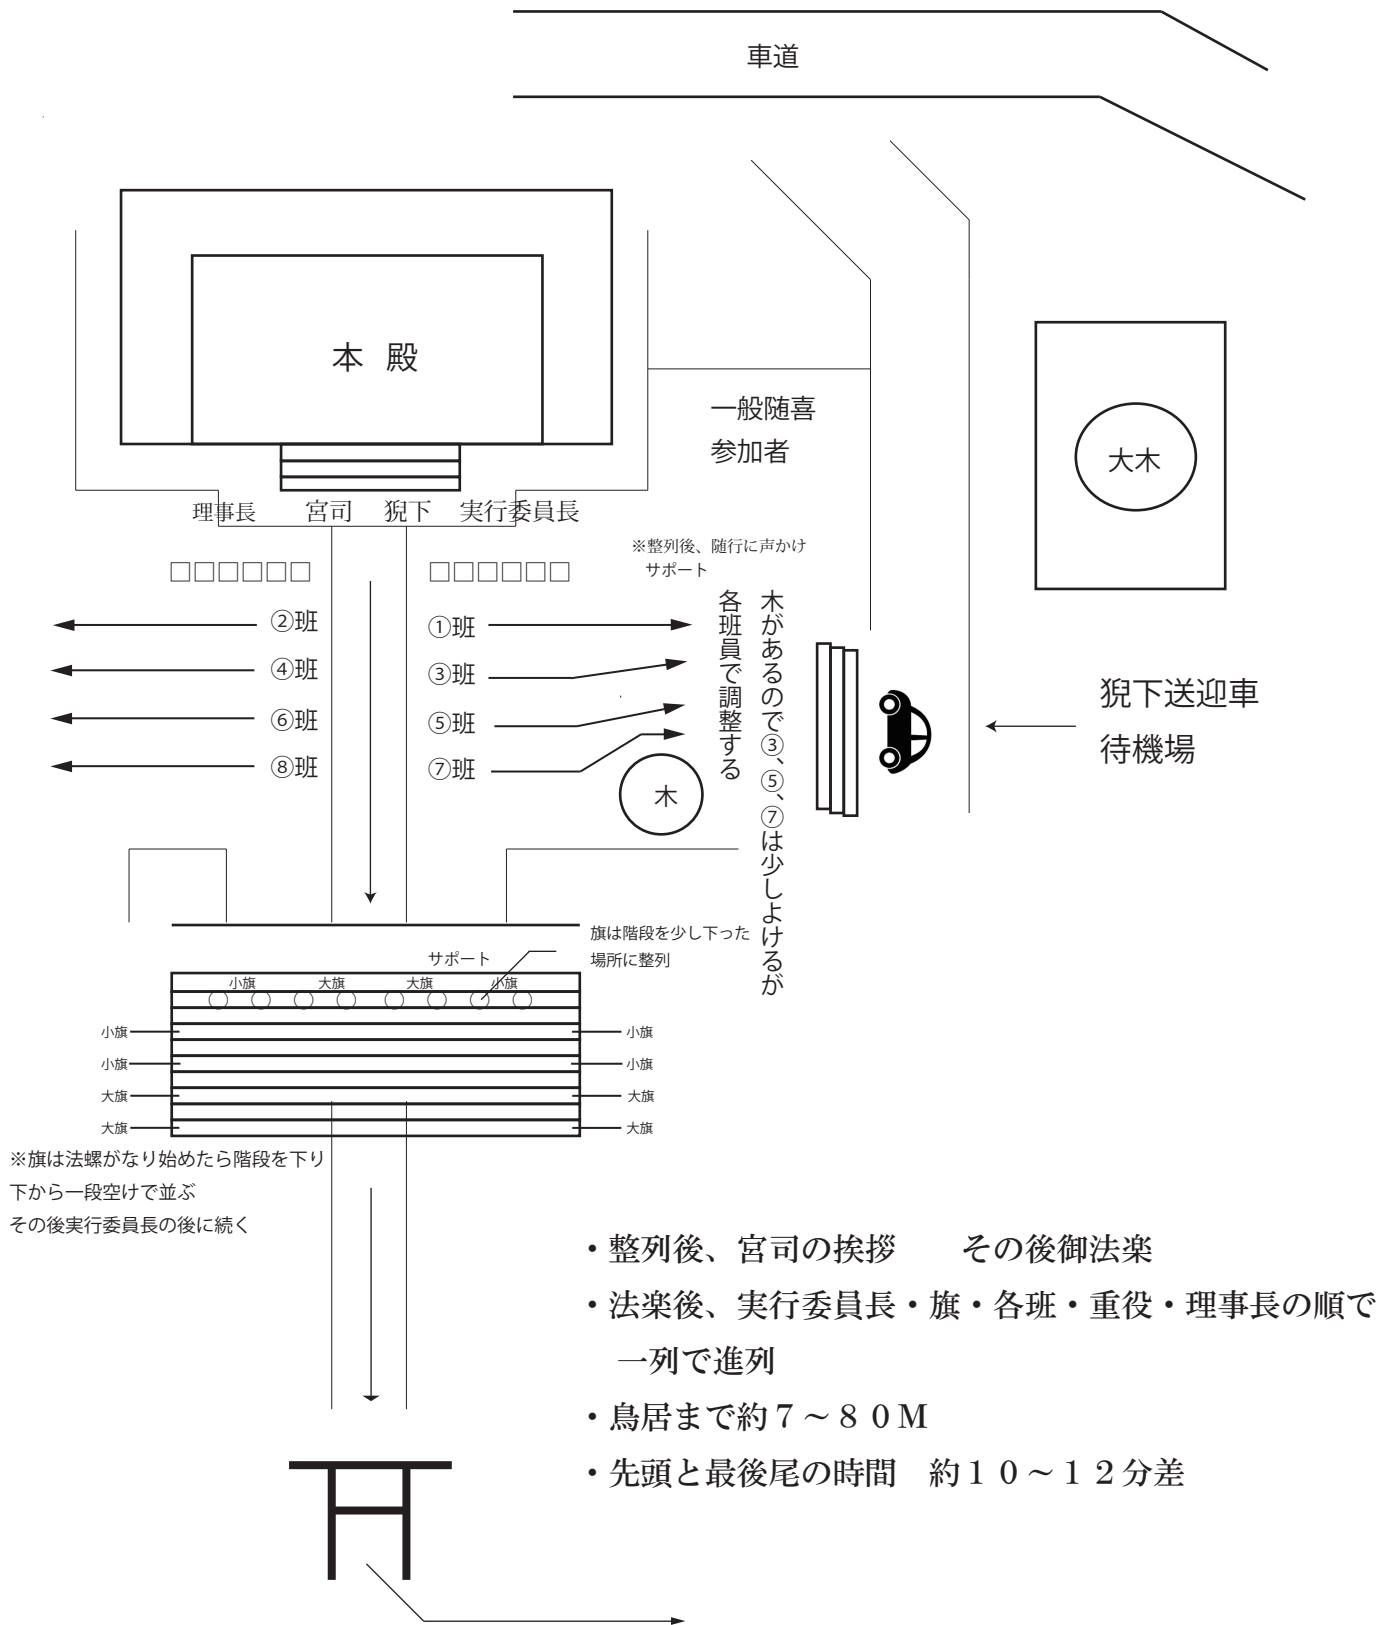 車道
本 殿
一般随喜
参加者
大木
理事長 宮司 猊下 実行委員長
※整列後、随行に声かけ
サポート
□□□□□□ □□□□□□
②班
①班
④班
③班
⑥班
⑤班
⑧班
⑦班
木
木があるので③、⑤、⑦は少しよけるが
各班員で調整する
猊下送迎車
待機場
旗は階段を少し下った
場所に整列
サポート
小旗 大旗 大旗 小旗
小旗 小旗
小旗 小旗
大旗 大旗
大旗 大旗
※旗は法螺がなり始めたら階段を下り
下から一段空けで並ぶ
その後実行委員長の後に続く
・整列後、宮司の挨拶　　その後御法楽
・法楽後、実行委員長・旗・各班・重役・理事長の順で
一列で進列
・鳥居まで約７～８０M
・先頭と最後尾の時間　約１０～１２分差